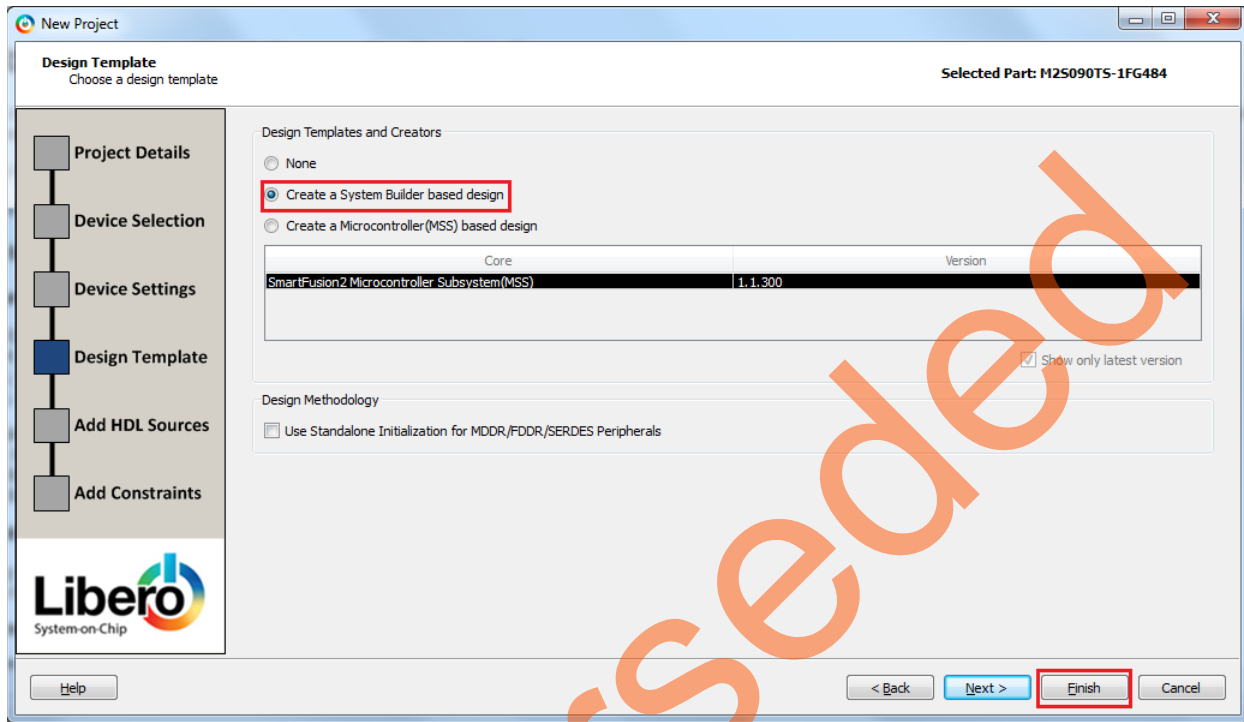 New Project
Design Template
Choose a design template
Selected Part: M2S090TS-1FG484
Project Details
Device Selection
Device Settings
Design Template
Add HDL Sources
Add Constraints
Libero
System-on-Chip
Design Templates and Creators
None
Create a System Builder based design
Create a Microcontroller(MSS) based design
Core Version
SmartFusion2 Microcontroller Subsystem(MSS) 1.1.300
Show only latest version
Design Methodology
Use Standalone Initialization for MDDR/FDDR/SERDES Peripherals
Help
< Back
Next >
Finish
Cancel
seded